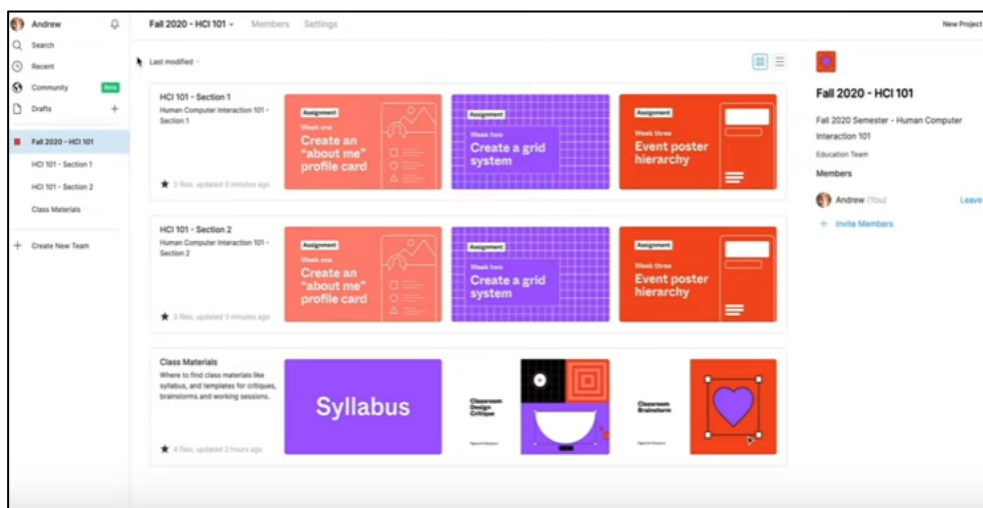 Andrew
Search
Recent
Community
Beta
Drafts
Fall 2020 - HCI 101
HCI 101 - Section 1
HCI 101 - Section 2
Class Materials
Create New Team
Fall 2020 - HCI 101
Members
Settings
New Project
Last modified
HCI 101 - Section 1
Human Computer Interaction 101 -
Section 1
3 files, updated 3 minutes ago
Assignment
Week one
Create an
“about me”
profile card
Assignment
Week two
Create a grid
system
Assignment
Week three
Event poster
hierarchy
HCI 101 - Section 2
Human Computer Interaction 101 -
Section 2
3 files, updated 3 minutes ago
Assignment
Week one
Create an
“about me”
profile card
Assignment
Week two
Create a grid
system
Assignment
Week three
Event poster
hierarchy
Class Materials
Where to find class materials like
syllabus, and templates for critiques,
brainstorms and working sessions.
4 files, updated 2 hours ago
Syllabus
Classroom
Design
Critique
Classroom
Brainstorm
Fall 2020 - HCI 101
Fall 2020 Semester - Human Computer
Interaction 101
Education Team
Members
Andrew (You)
Leave
+ Invite Members